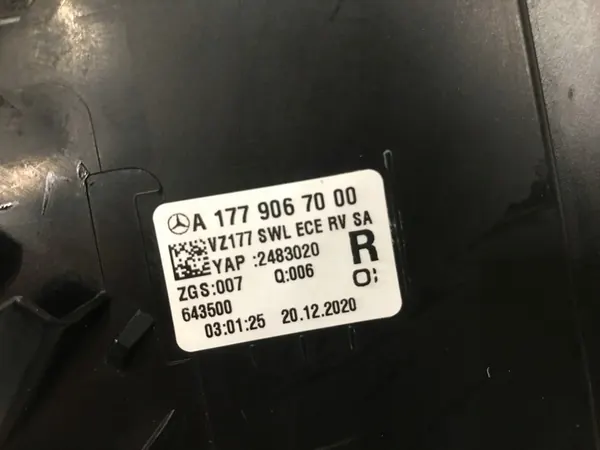 A 177 906 70 00
VZ177 SWL ECE RV SA
YAP :2483020
R
ZGS:007 Q:006
643500
03:01:25 20.12.2020